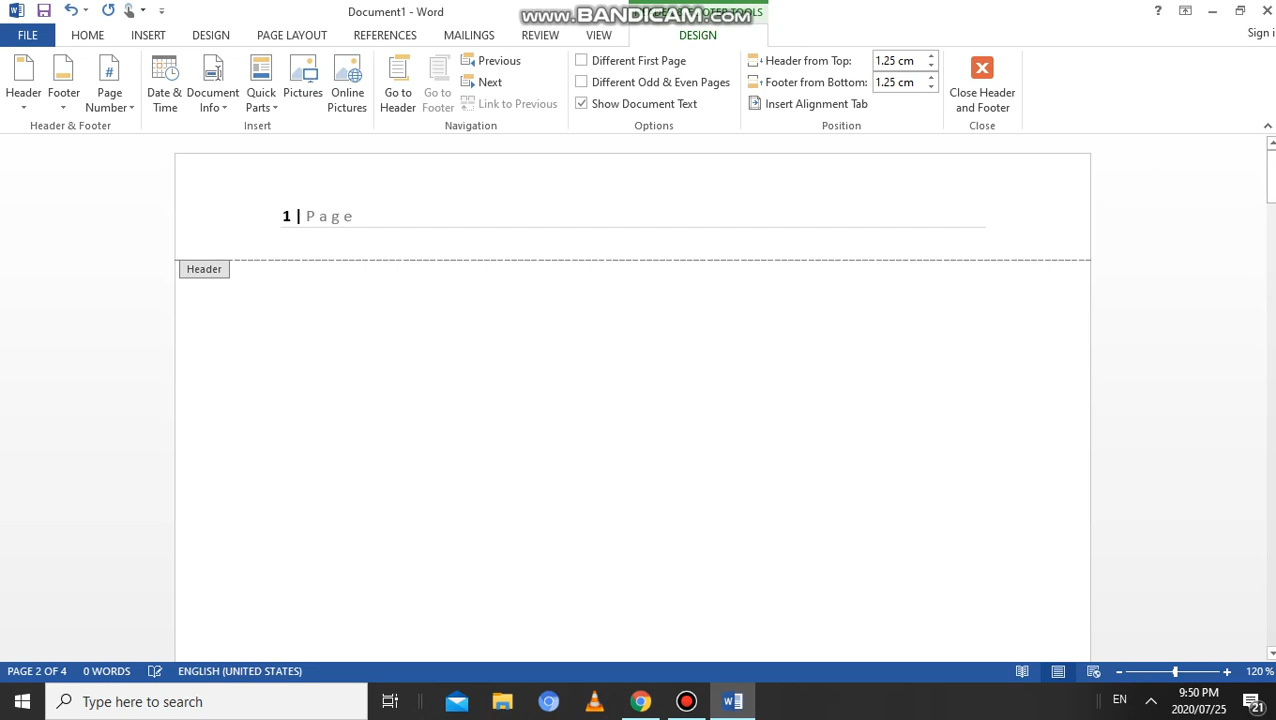 Document1 - Word
www.BANDICAM.com
Sign i
FILE
HOME
INSERT
DESIGN
PAGE LAYOUT
REFERENCES
MAILINGS
REVIEW
VIEW
DESIGN
Header
Footer
Page Number
Header & Footer
Date & Time
Document Info
Quick Parts
Pictures
Online Pictures
Insert
Go to Header
Go to Footer
Previous
Next
Link to Previous
Navigation
Different First Page
Different Odd & Even Pages
Show Document Text
Options
Header from Top: 1.25 cm
Footer from Bottom: 1.25 cm
Insert Alignment Tab
Position
Close Header and Footer
Close
1 | P a g e
Header
PAGE 2 OF 4
0 WORDS
ENGLISH (UNITED STATES)
120 %
Type here to search
EN
9:50 PM
2020/07/25
21